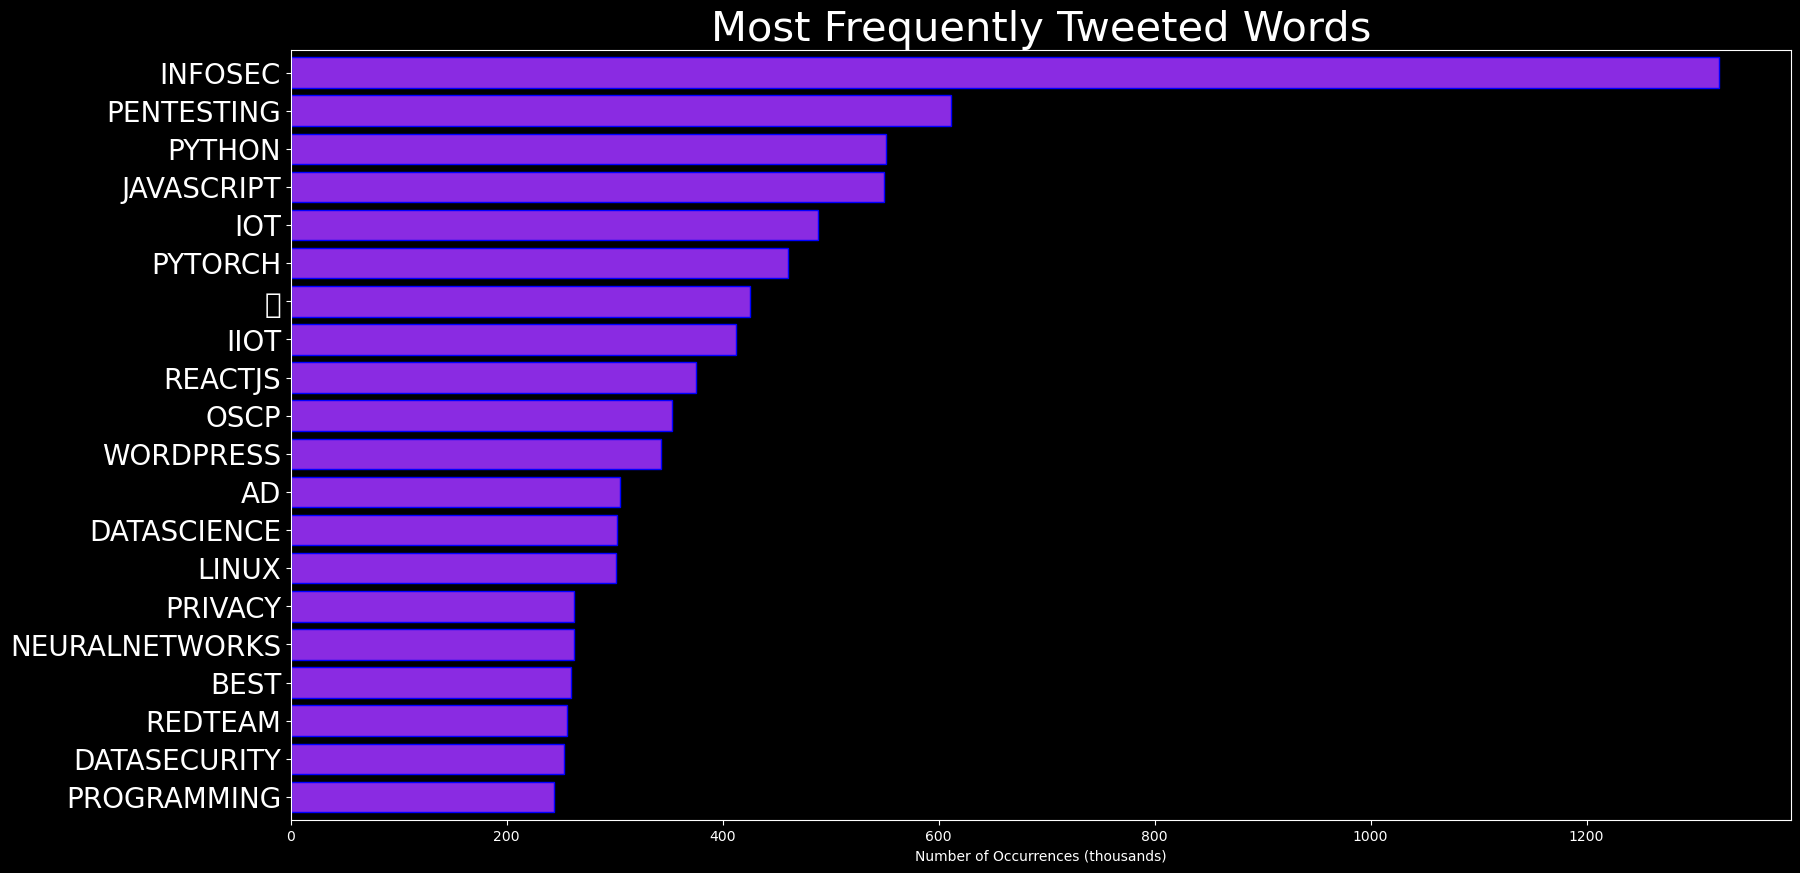 Most Frequently Tweeted Words
INFOSEC
PENTESTING
PYTHON
JAVASCRIPT
IOT
PYTORCH
IIOT
REACTJS
OSCP
WORDPRESS
AD
DATASCIENCE
LINUX
PRIVACY
NEURALNETWORKS
BEST
REDTEAM
DATASECURITY
PROGRAMMING
0 200 400 600 800 1000 1200
Number of Occurrences (thousands)